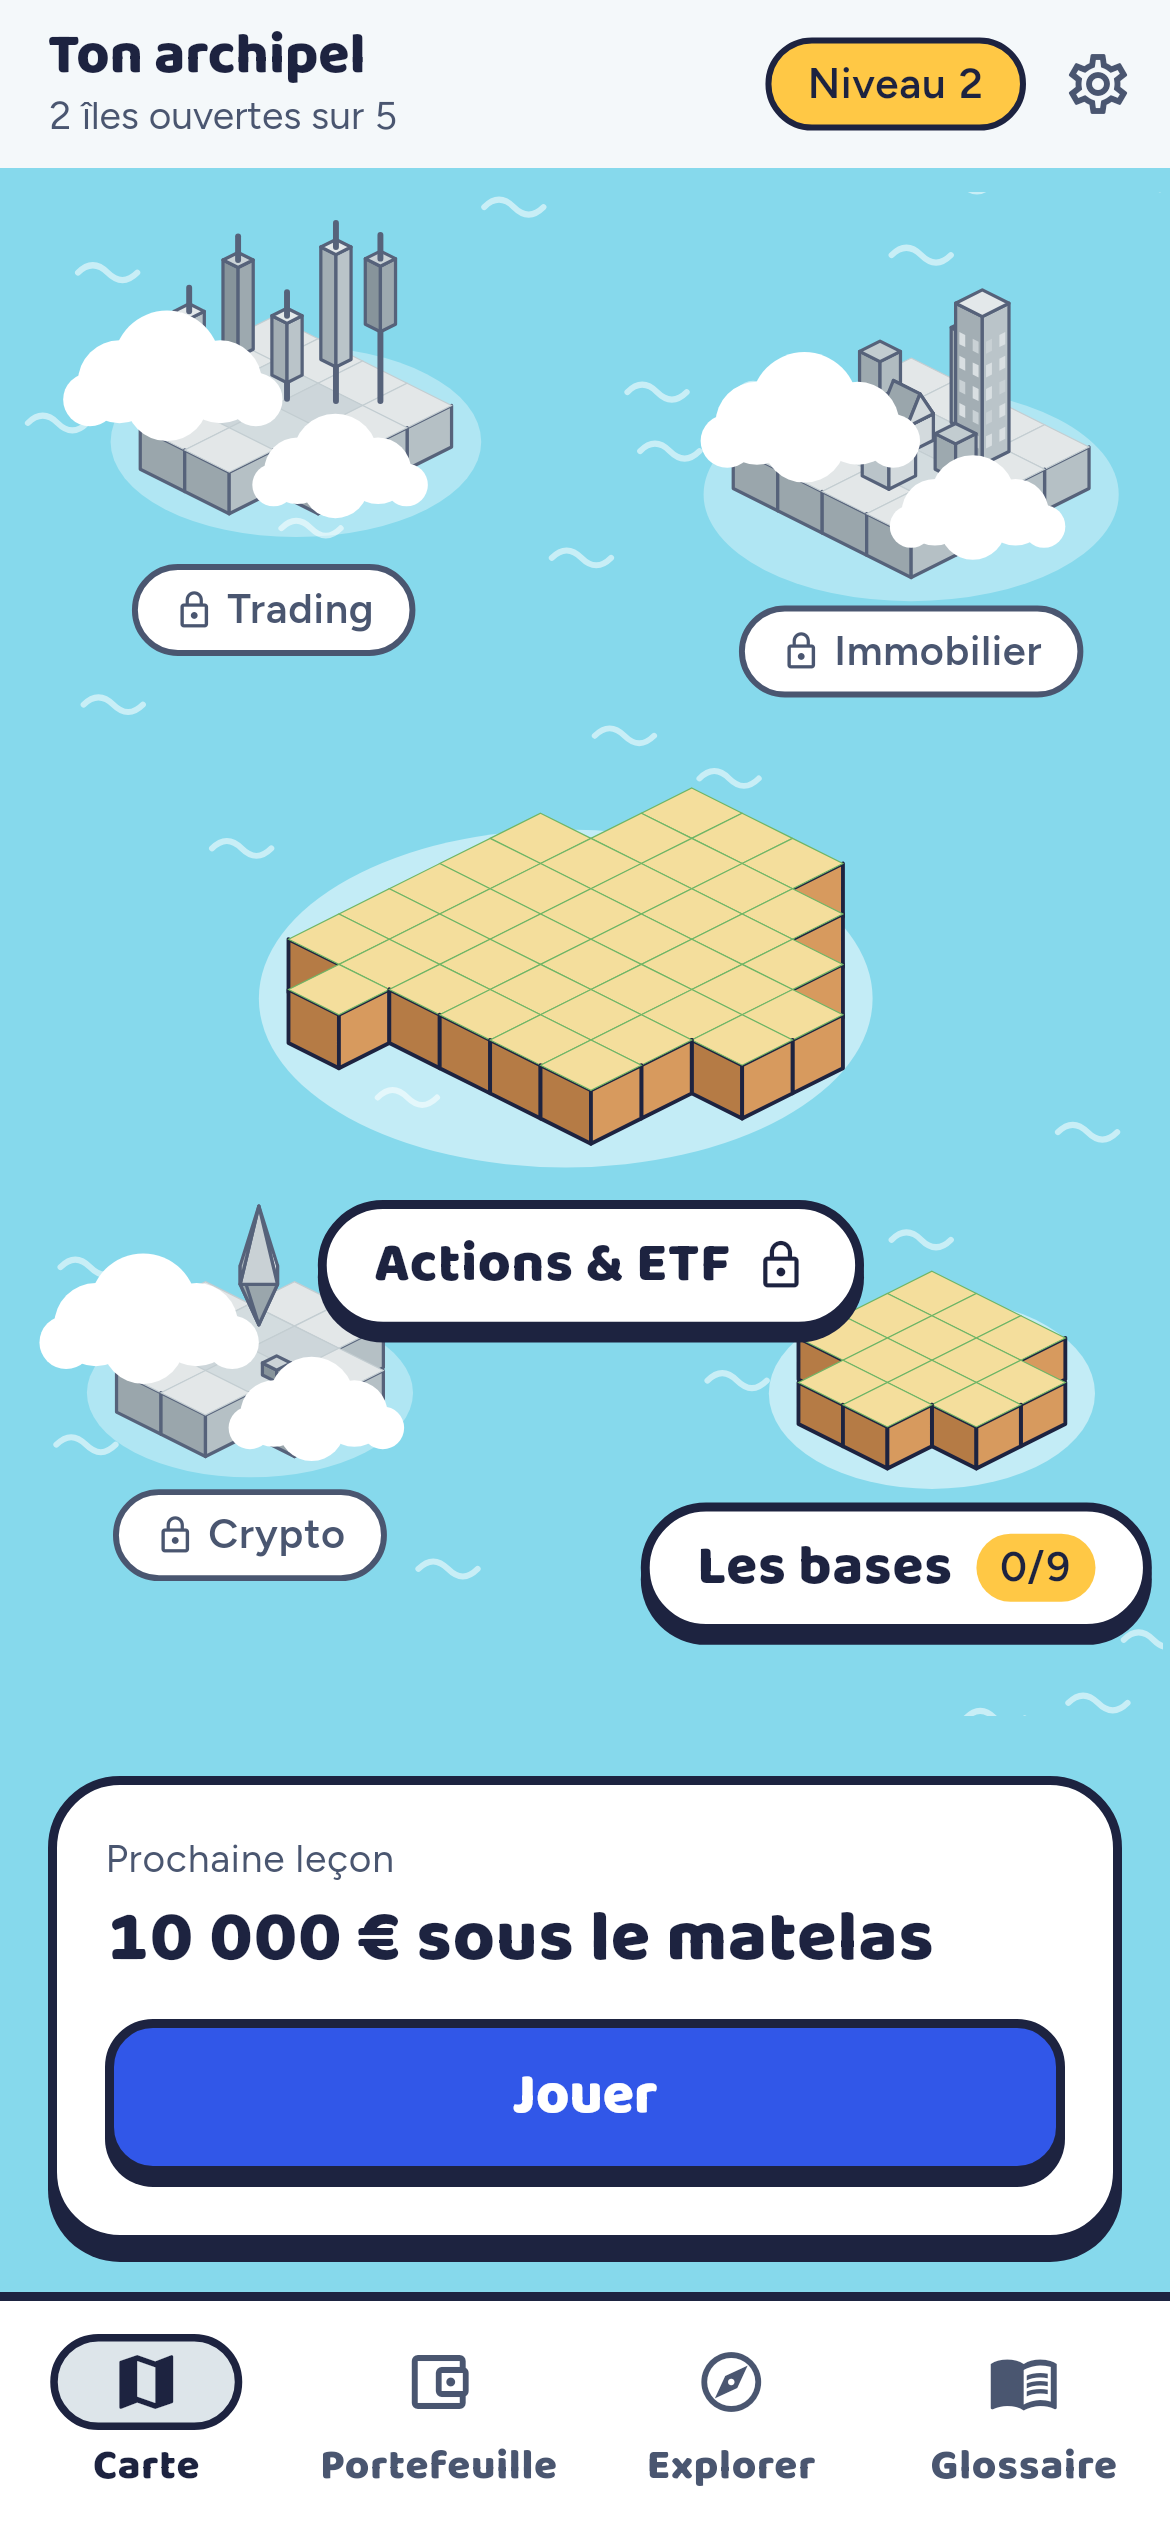 Ton archipel
2 îles ouvertes sur 5
Niveau 2
Trading
Immobilier
Actions & ETF
Crypto
Les bases 0/9
Prochaine leçon
10 000 € sous le matelas
Jouer
Carte
Portefeuille
Explorer
Glossaire